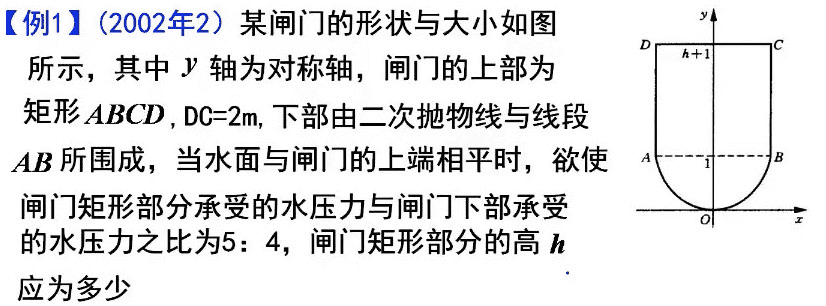 【例1】(2002年2) 某闸门的形状与大小如图
所示，其中 y 轴为对称轴，闸门的上部为
矩形 ABCD，DC=2m，下部由二次抛物线与线段
AB 所围成，当水面与闸门的上端相平时，欲使
闸门矩形部分承受的水压力与闸门下部承受
的水压力之比为5：4，闸门矩形部分的高 h
应为多少
y
D
C
h+1
A
1
B
O
x